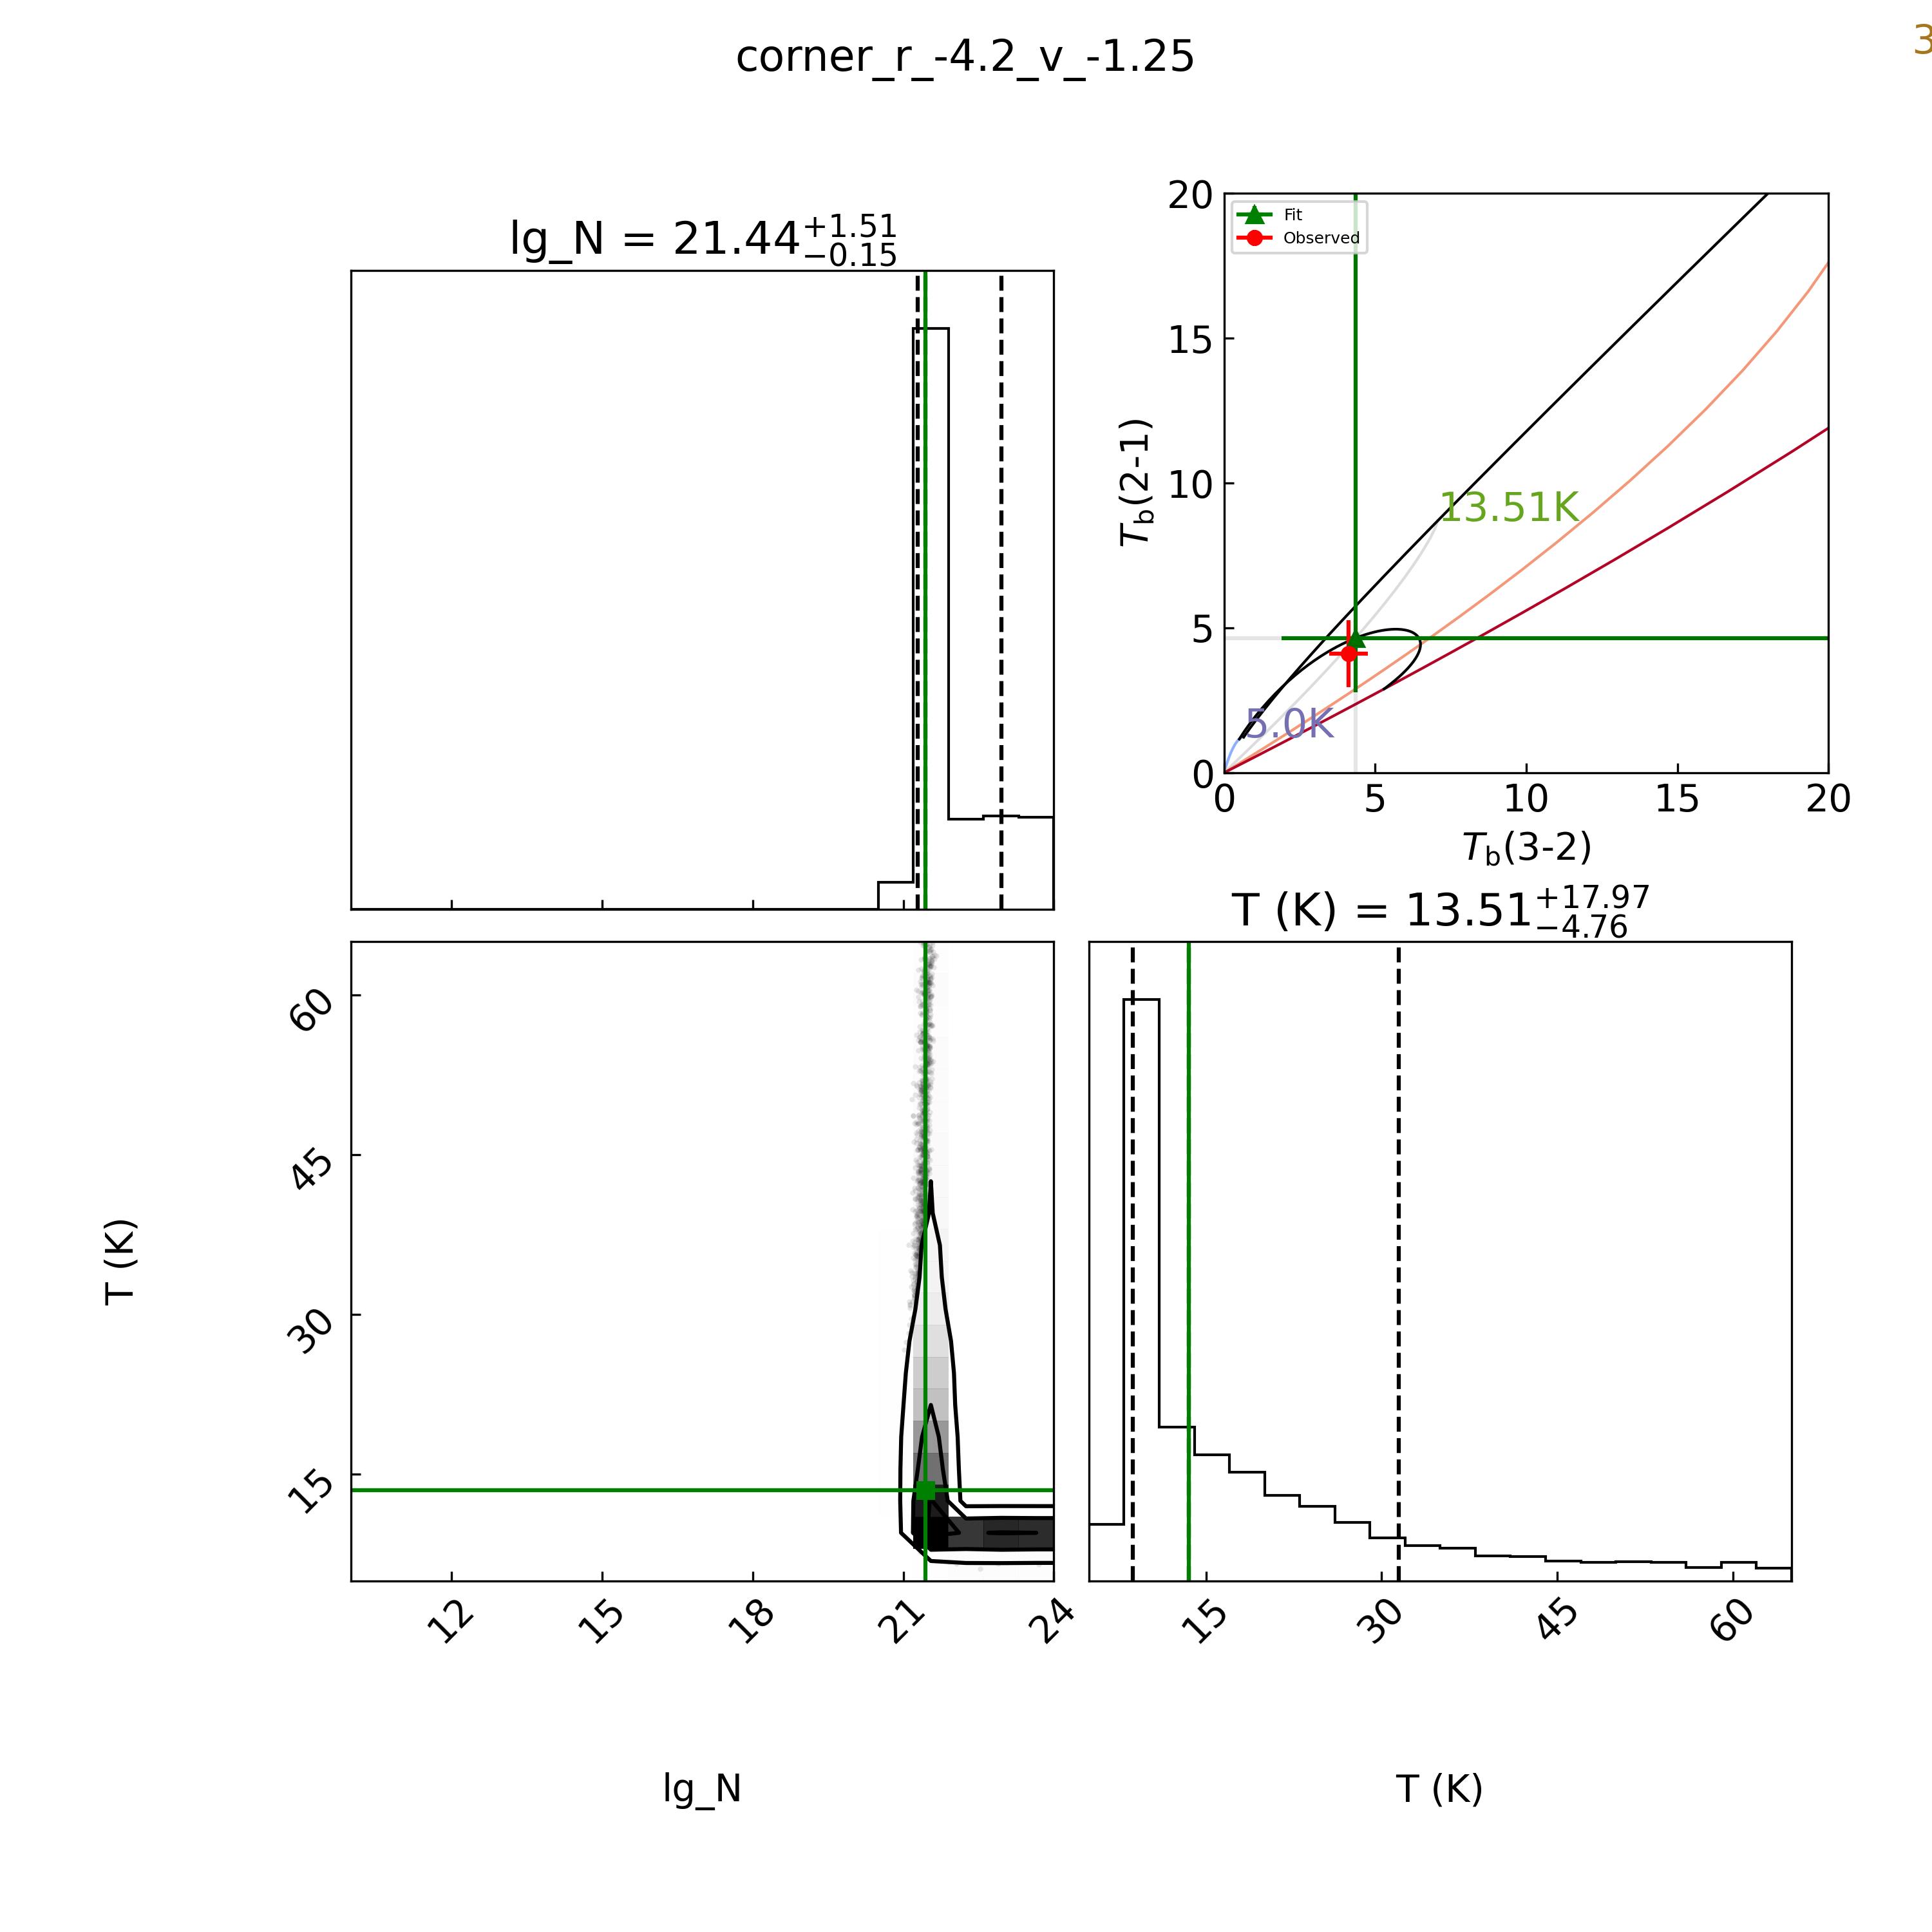 corner_r_-4.2_v_-1.25
3
lg_N = 21.44+1.51−0.15
20
15
10
5
0
Tb(2-1)
Fit
Observed
13.51K
5.0K
0 5 10 15 20
Tb(3-2)
T (K) = 13.51+17.97−4.76
60
45
30
15
T (K)
12 15 18 21 24
lg_N
15 30 45 60
T (K)